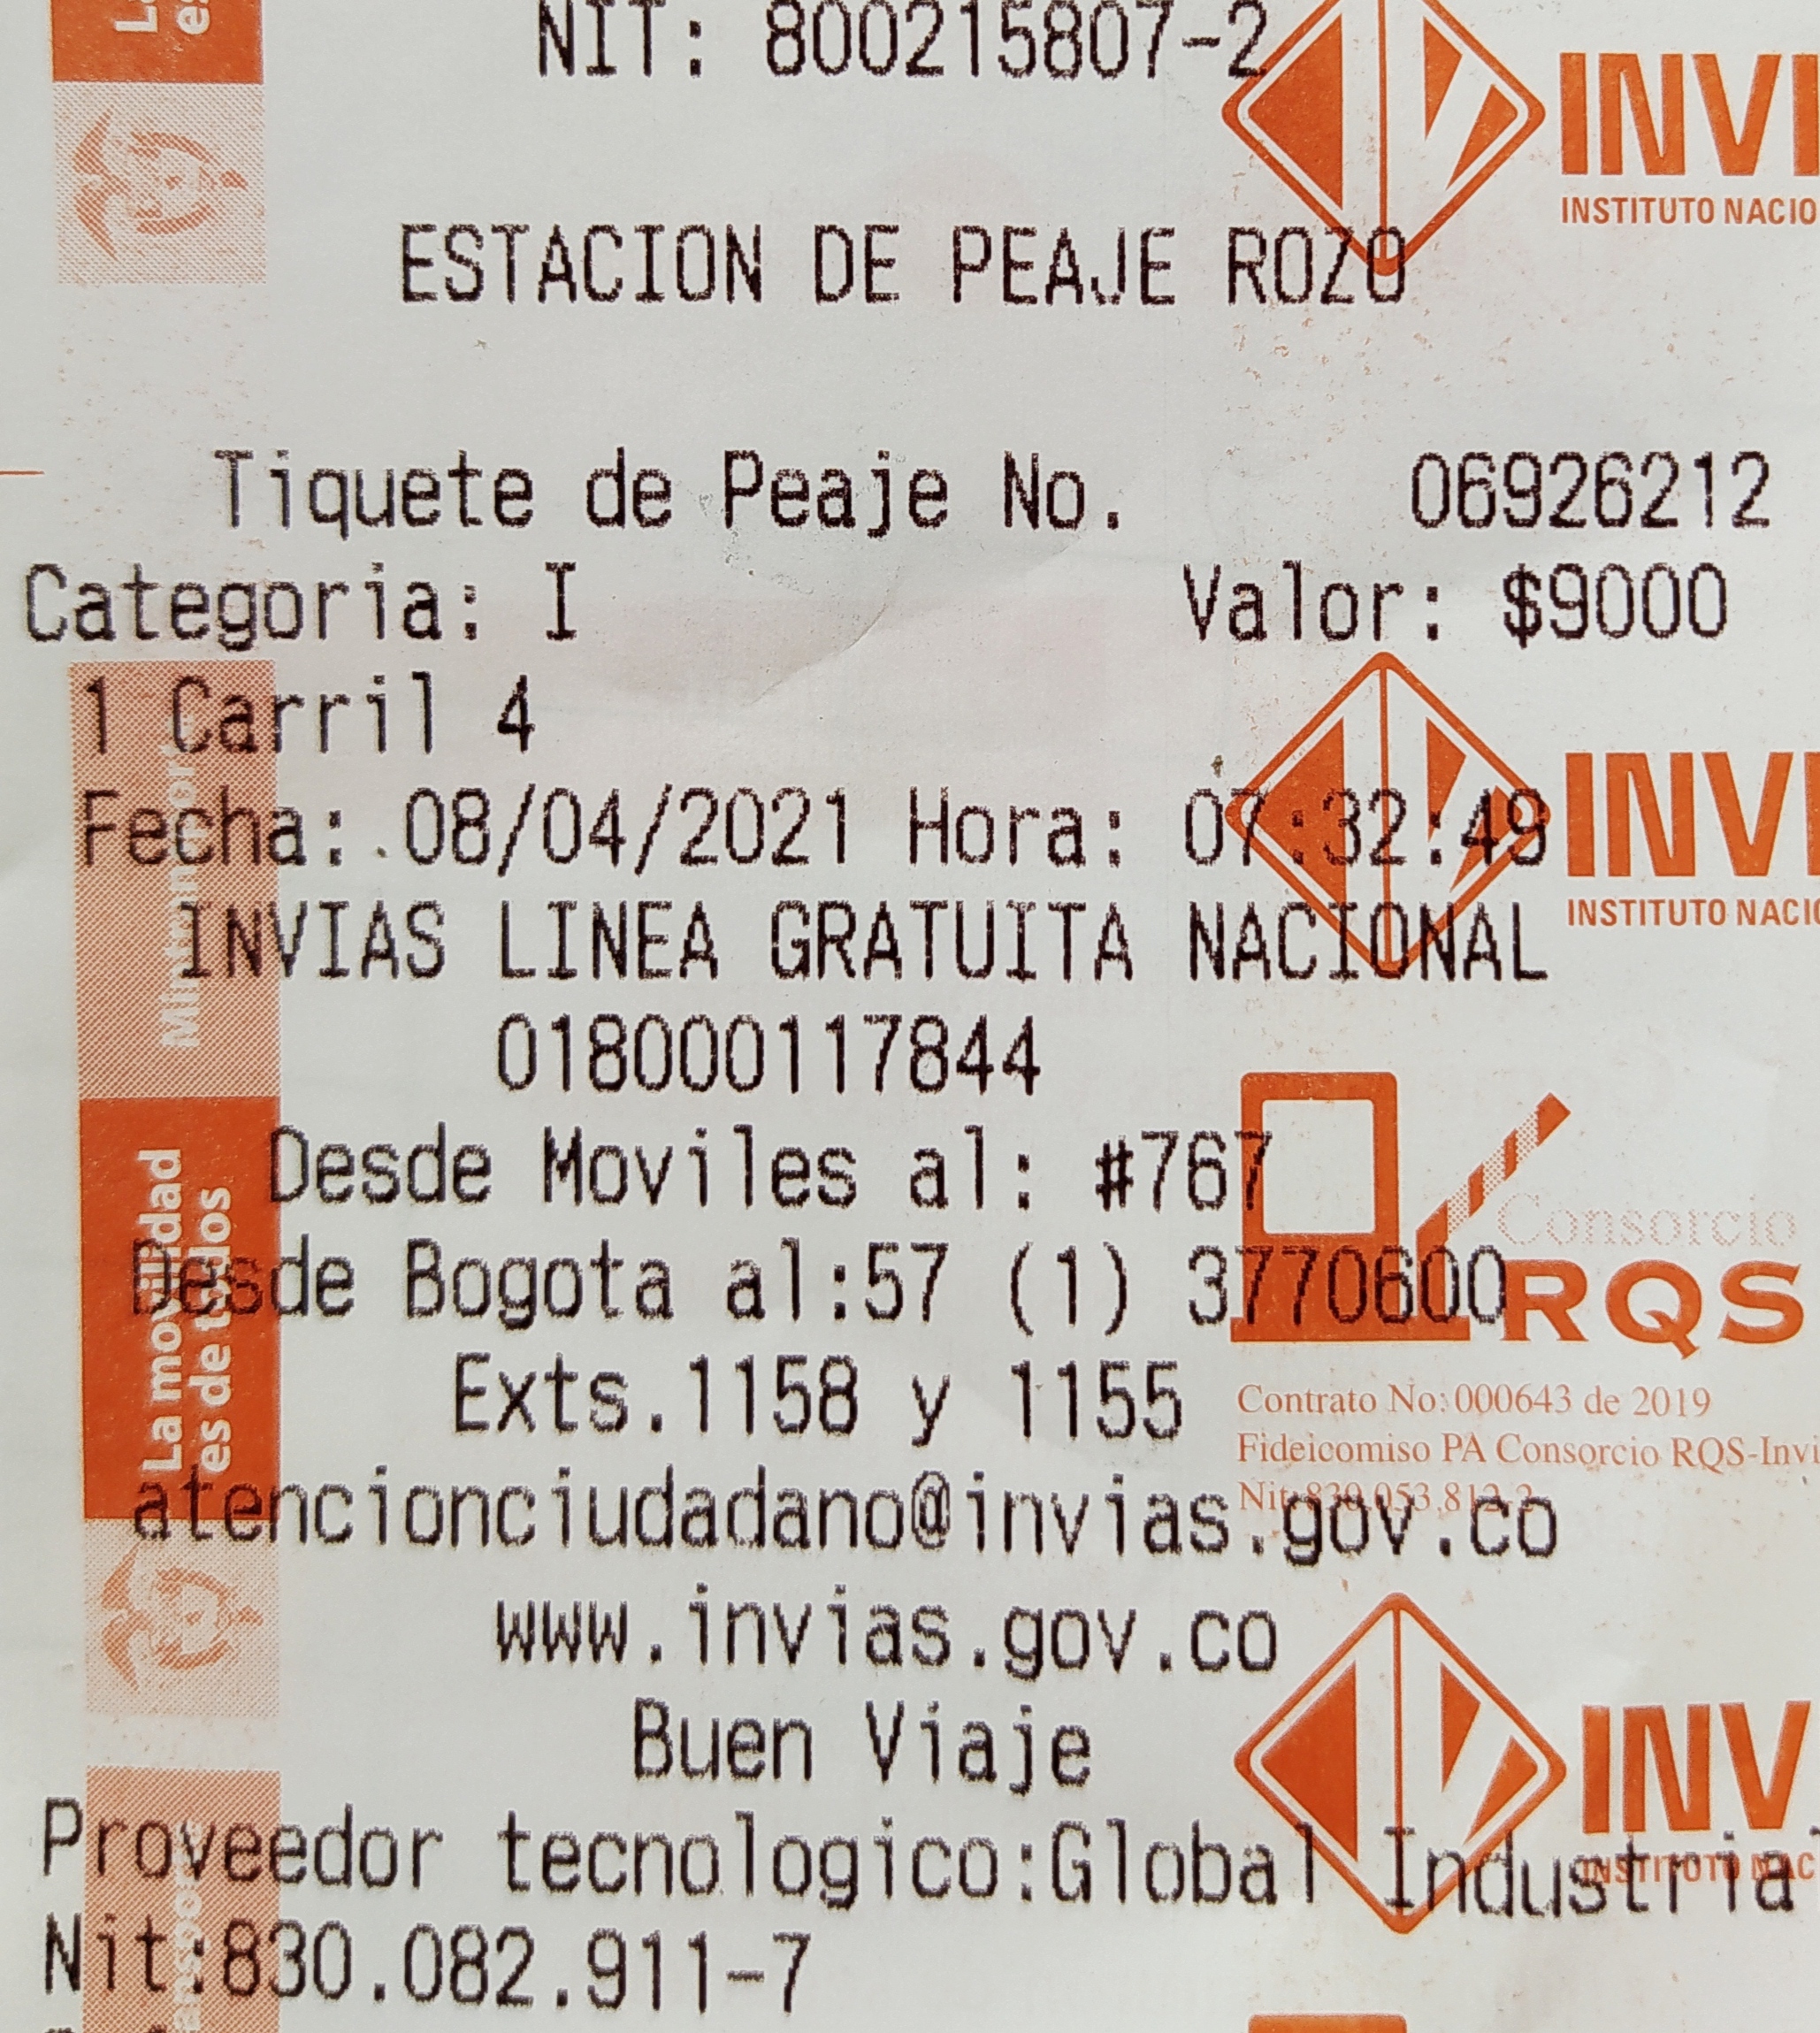 NIT: 800215807-2
INVI
INSTITUTO NACIO
ESTACION DE PEAJE ROZO
Tiquete de Peaje No. 06926212
Categoria: I Valor: $9000
1 Carril 4
Fecha: 08/04/2021 Hora: 07:32:49
INVI
INSTITUTO NACIO
INVIAS LINEA GRATUITA NACIONAL
018000117844
Desde Moviles al: #767
Desde Bogota al:57 (1) 3770600
Consorcio
RQS
La movilidad
es de todos
Exts.1158 y 1155
Contrato No: 000643 de 2019
Fideicomiso PA Consorcio RQS-Invi
atencionciudadano@invias.gov.co
www.invias.gov.co
Buen Viaje
INV
Proveedor tecnologico:Global Industrial
Nit:830.082.911-7